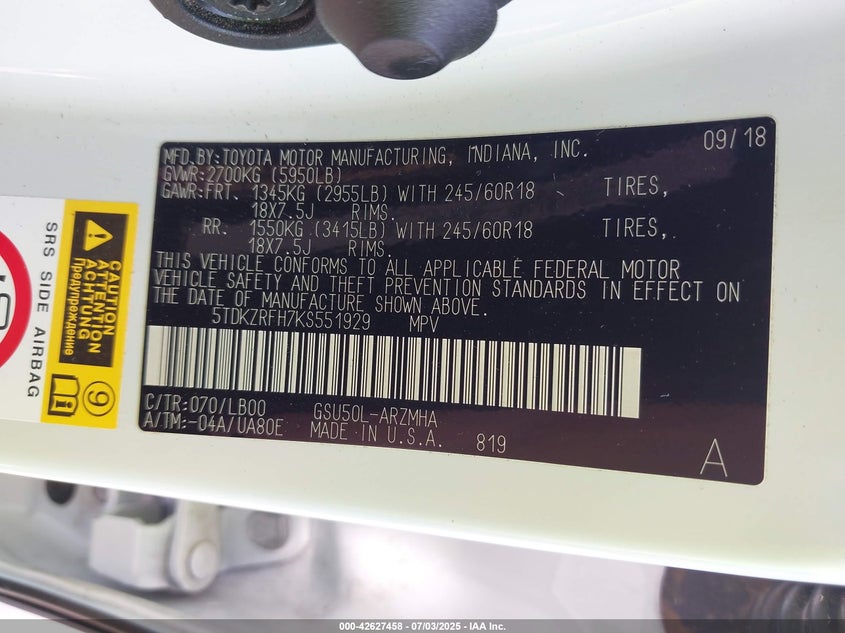 MFD.BY:TOYOTA MOTOR MANUFACTURING, INDIANA, INC. 09/18
GVWR:2700KG (5950LB)
GAWR:FRT. 1345KG (2955LB) WITH 245/60R18 TIRES,
18X7.5J RIMS.
RR. 1550KG (3415LB) WITH 245/60R18 TIRES,
18X7.5J RIMS.
THIS VEHICLE CONFORMS TO ALL APPLICABLE FEDERAL MOTOR
VEHICLE SAFETY AND THEFT PREVENTION STANDARDS IN EFFECT ON
THE DATE OF MANUFACTURE SHOWN ABOVE.
5TDKZRFH7KS551929 MPV
C/TR:070/LB00 GSU50L-ARZMHA
A/TM:-04A/UA80E MADE IN U.S.A. 819
A
SRS SIDE AIRBAG
CAUTION
ATTENTION
ACHTUNG
Предупреждение
9
000-42627458 - 07/03/2025 - IAA Inc.